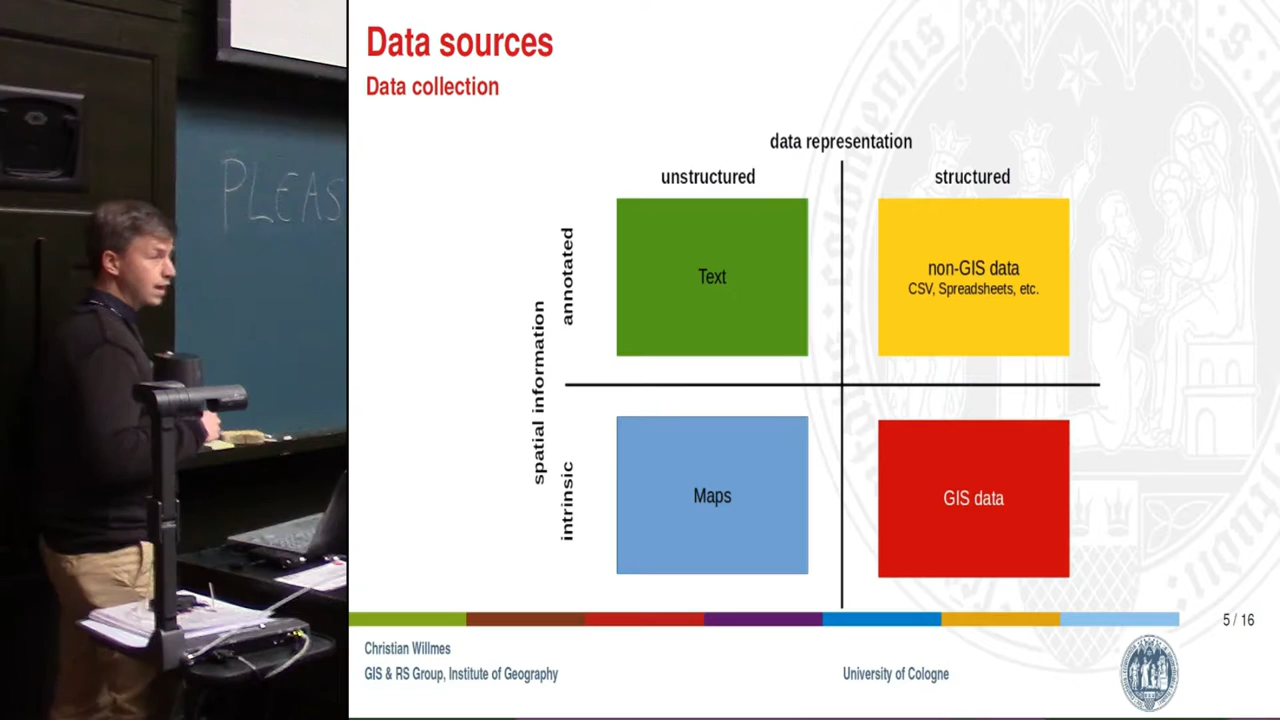 PLEAS
Data sources
Data collection
data representation
unstructured
structured
spatial information
annotated
intrinsic
Text
non-GIS data
CSV, Spreadsheets, etc.
Maps
GIS data
5 / 16
Christian Willmes
GIS & RS Group, Institute of Geography
University of Cologne